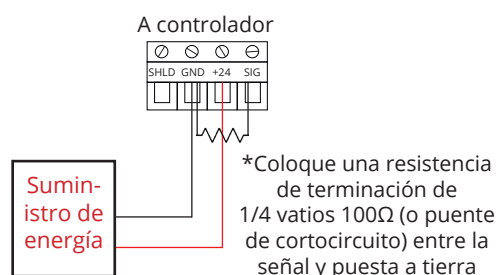 A controlador
SHLD GND +24 SIG
Sumin-
istro de
energía
*Coloque una resistencia
de terminación de
1/4 vatios 100Ω (o puente
de cortocircuito) entre la
señal y puesta a tierra